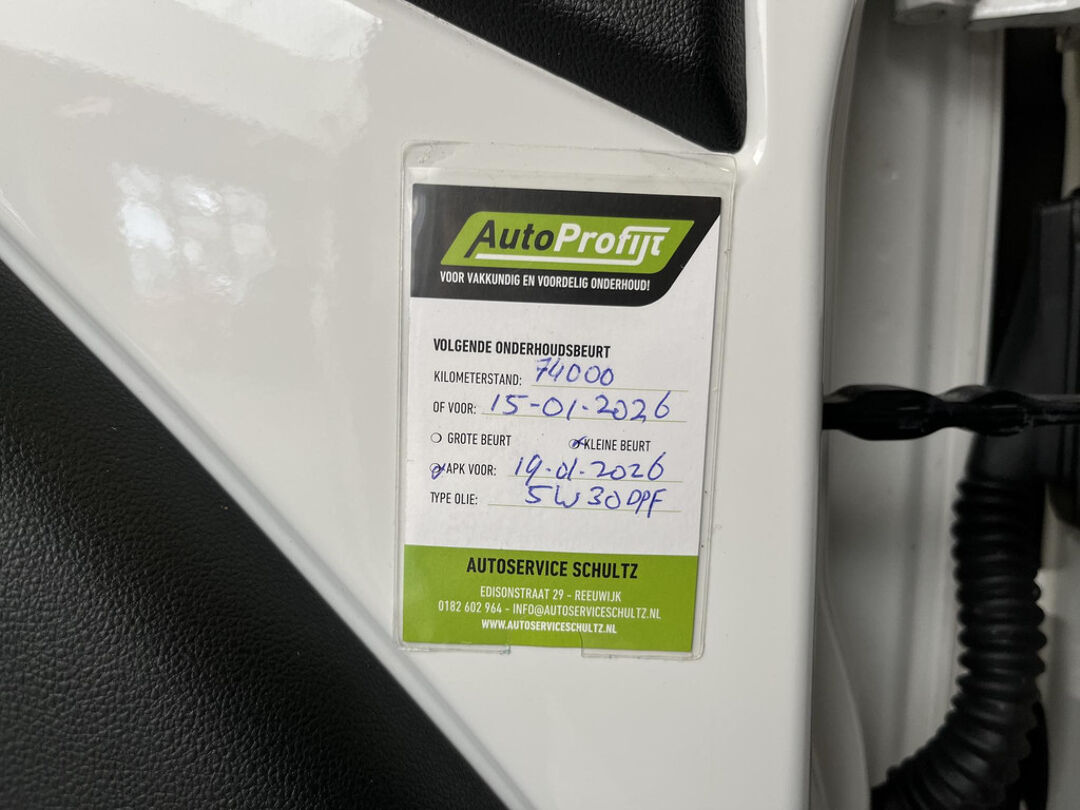 AutoProfijt
VOOR VAKKUNDIG EN VOORDELIG ONDERHOUD!
VOLGENDE ONDERHOUDSBEURT
KILOMETERSTAND: 74000
OF VOOR: 15-01-2026
GROTE BEURT KLEINE BEURT
APK VOOR: 19-01-2026
TYPE OLIE: 5W30 DPF
AUTOSERVICE SCHULTZ
EDISONSTRAAT 29 - REEUWIJK
0182 602 964 - INFO@AUTOSERVICESCHULTZ.NL
WWW.AUTOSERVICESCHULTZ.NL